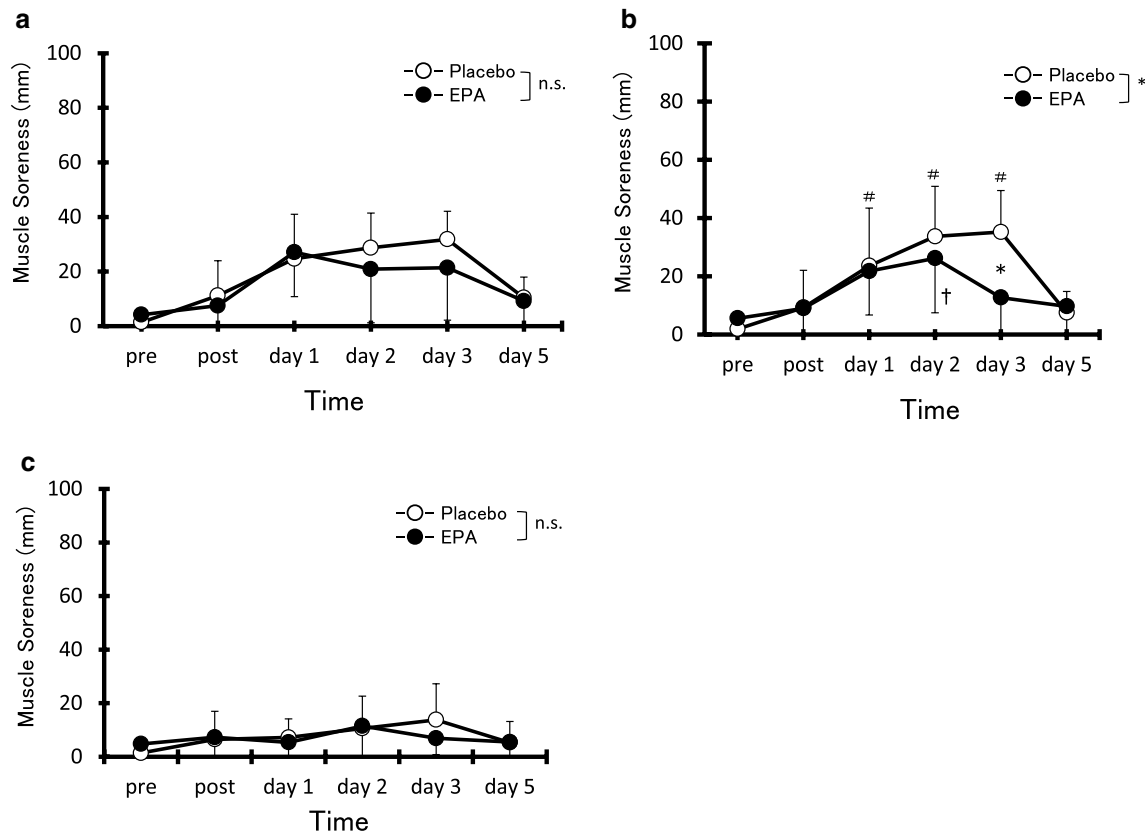 a
Muscle Soreness (mm)
100
80
60
40
20
0
Placebo
EPA
n.s.
pre post day 1 day 2 day 3 day 5
Time
b
Muscle Soreness (mm)
100
80
60
40
20
0
Placebo
EPA
*
# # #
*
†
pre post day 1 day 2 day 3 day 5
Time
c
Muscle Soreness (mm)
100
80
60
40
20
0
Placebo
EPA
n.s.
pre post day 1 day 2 day 3 day 5
Time